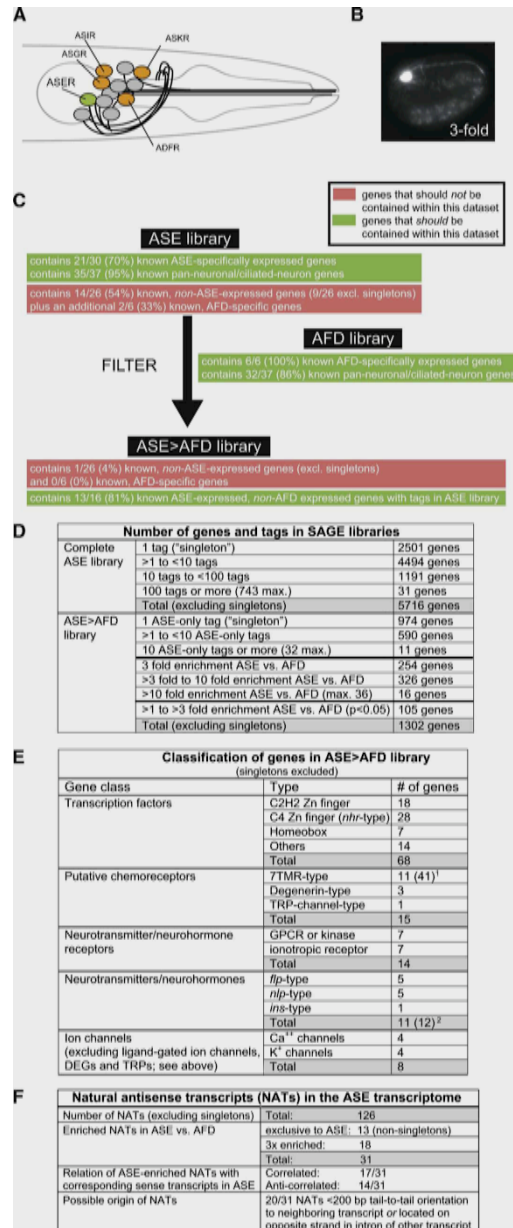 A
ASIR
ASGR
ASKR
ASER
ADFR
B
3-fold
C
genes that should not be
contained within this dataset
genes that should be
contained within this dataset
ASE library
contains 21/30 (70%) known ASE-specifically expressed genes
contains 35/37 (95%) known pan-neuronal/ciliated-neuron genes
contains 14/26 (54%) known, non-ASE-expressed genes (9/26 excl. singletons)
plus an additional 2/6 (33%) known, AFD-specific genes
AFD library
FILTER
contains 6/6 (100%) known AFD-specifically expressed genes
contains 32/37 (86%) known pan-neuronal/ciliated-neuron genes
ASE>AFD library
contains 1/26 (4%) known, non-ASE-expressed genes (excl. singletons)
and 0/6 (0%) known, AFD-specific genes
contains 13/16 (81%) known ASE-expressed, non-AFD expressed genes with tags in ASE library
D
Number of genes and tags in SAGE libraries
Complete 1 tag ("singleton") 2501 genes
ASE library >1 to <10 tags 4494 genes
10 tags to <100 tags 1191 genes
100 tags or more (743 max.) 31 genes
Total (excluding singletons) 5716 genes
ASE>AFD 1 ASE-only tag ("singleton") 974 genes
library >1 to <10 ASE-only tags 590 genes
10 ASE-only tags or more (32 max.) 11 genes
3 fold enrichment ASE vs. AFD 254 genes
>3 fold to 10 fold enrichment ASE vs. AFD 326 genes
>10 fold enrichment ASE vs. AFD (max. 36) 16 genes
>1 to >3 fold enrichment ASE vs. AFD (p<0.05) 105 genes
Total (excluding singletons) 1302 genes
E
Classification of genes in ASE>AFD library
(singletons excluded)
Gene class Type # of genes
Transcription factors C2H2 Zn finger 18
C4 Zn finger (nhr-type) 28
Homeobox 7
Others 14
Total 68
Putative chemoreceptors 7TMR-type 11 (41)¹
Degenerin-type 3
TRP-channel-type 1
Total 15
Neurotransmitter/neurohormone GPCR or kinase 7
receptors ionotropic receptor 7
Total 14
Neurotransmitters/neurohormones flp-type 5
nlp-type 5
ins-type 1
Total 11 (12)²
Ion channels Ca⁺⁺ channels 4
(excluding ligand-gated ion channels, K⁺ channels 4
DEGs and TRPs; see above) Total 8
F
Natural antisense transcripts (NATs) in the ASE transcriptome
Number of NATs (excluding singletons) Total: 126
Enriched NATs in ASE vs. AFD exclusive to ASE: 13 (non-singletons)
3x enriched: 18
Total: 31
Relation of ASE-enriched NATs with Correlated: 17/31
corresponding sense transcripts in ASE Anti-correlated: 14/31
Possible origin of NATs 20/31 NATs <200 bp tail-to-tail orientation
to neighboring transcript or located on
opposite strand in intron of other transcript